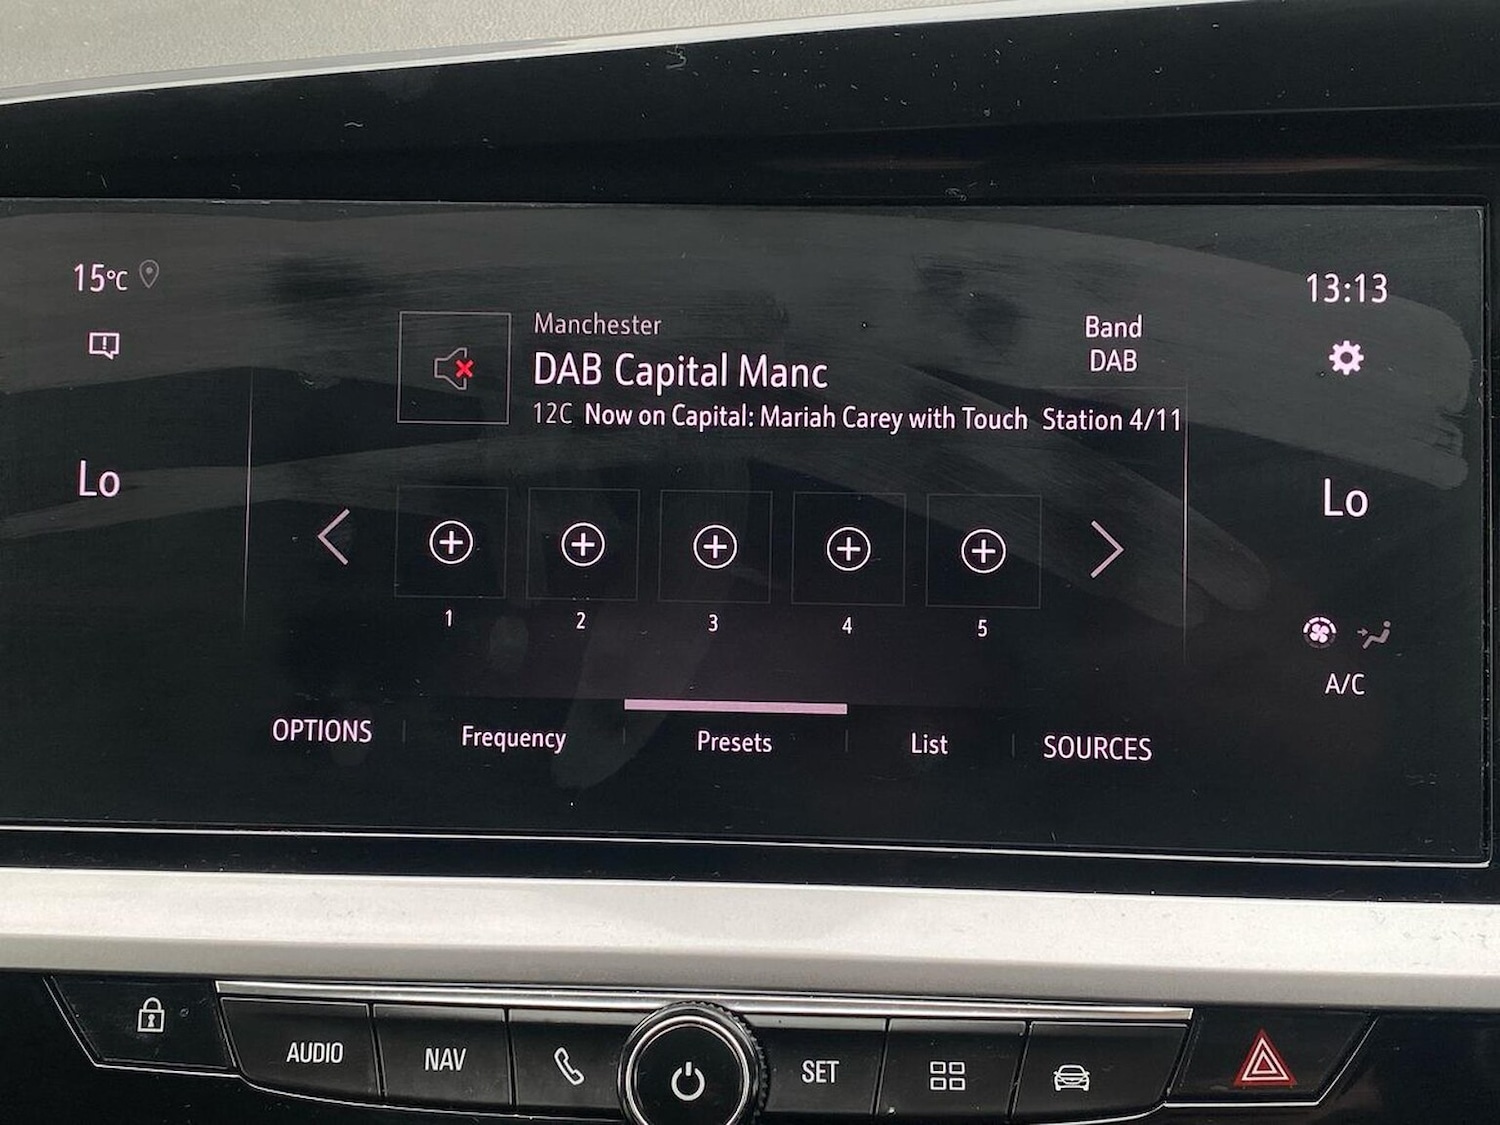 15°C
13:13
Manchester
Band
DAB
DAB Capital Manc
12C Now on Capital: Mariah Carey with Touch Station 4/11
Lo
Lo
1 2 3 4 5
A/C
OPTIONS Frequency Presets List SOURCES
AUDIO NAV SET